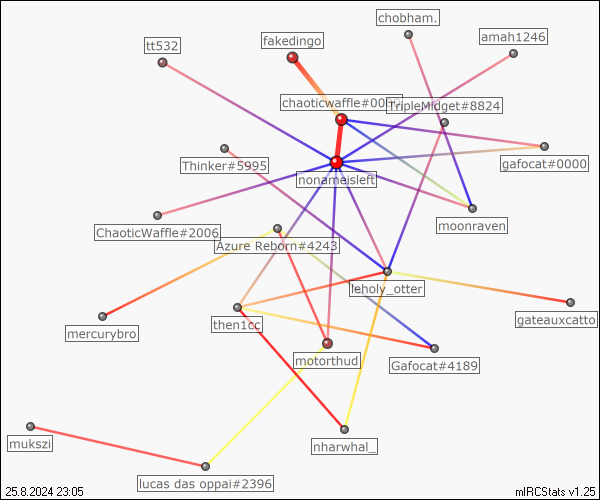 chobham.
amah1246
tt532
fakedingo
chaoticwaffle#00
TripleMidget#8824
Thinker#5995
gafocat#0000
nonameisleft
ChaoticWaffle#2006
moonraven
Azure Reborn#4243
leholy_otter
then1cc
gateauxcatto
mercurybro
motorthud
Gafocat#4189
mukszi
nharwhal_
lucas das oppai#2396
25.8.2024 23:05
mIRCStats v1.25